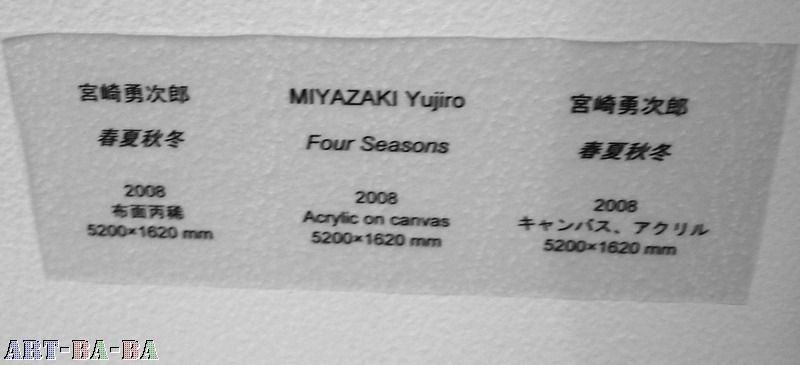 宮崎勇次郎
春夏秋冬
2008
布面丙稀
5200×1620 mm
MIYAZAKI Yujiro
Four Seasons
2008
Acrylic on canvas
5200×1620 mm
宮崎勇次郎
春夏秋冬
2008
キャンバス、アクリル
5200×1620 mm
ART-BA-BA